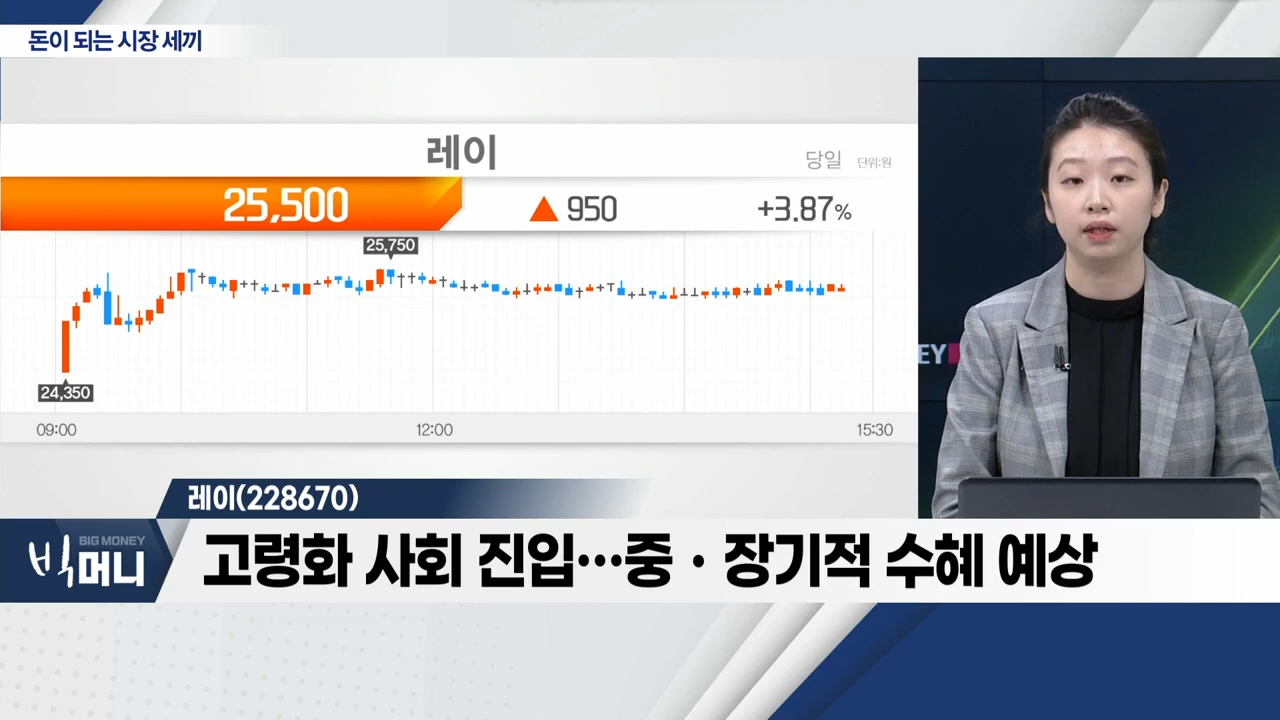 돈이 되는 시장 세끼
레이
당일 단위:원
25,500 ▲ 950 +3.87%
25,750
24,350
09:00 12:00 15:30
EY
레이(228670)
BIG MONEY
빅머니
고령화 사회 진입…중·장기적 수혜 예상